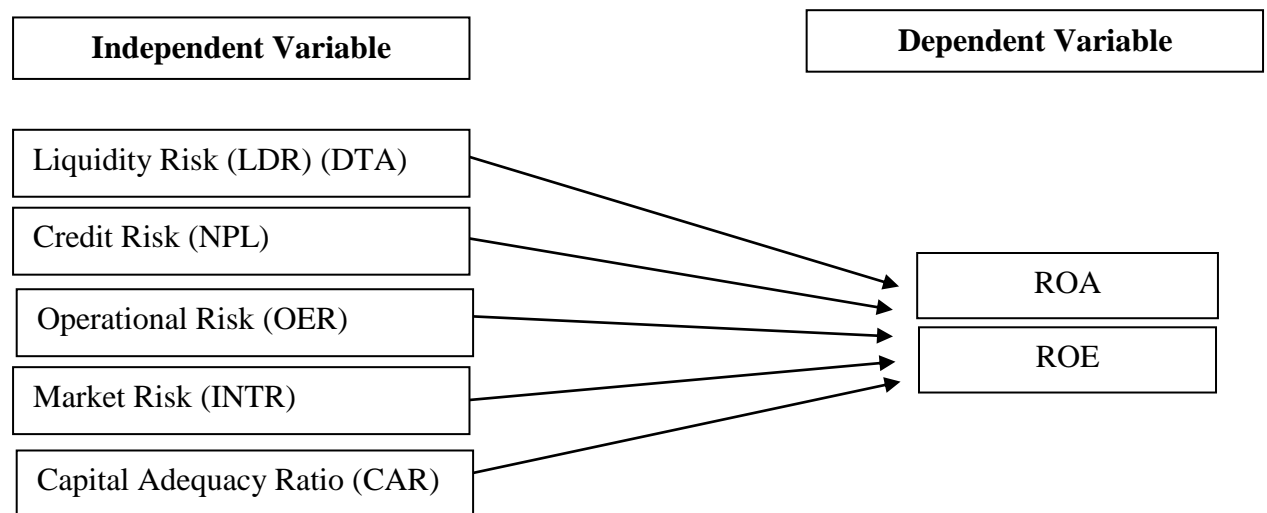 Independent Variable
Dependent Variable
Liquidity Risk (LDR) (DTA)
Credit Risk (NPL)
Operational Risk (OER)
Market Risk (INTR)
Capital Adequacy Ratio (CAR)
ROA
ROE